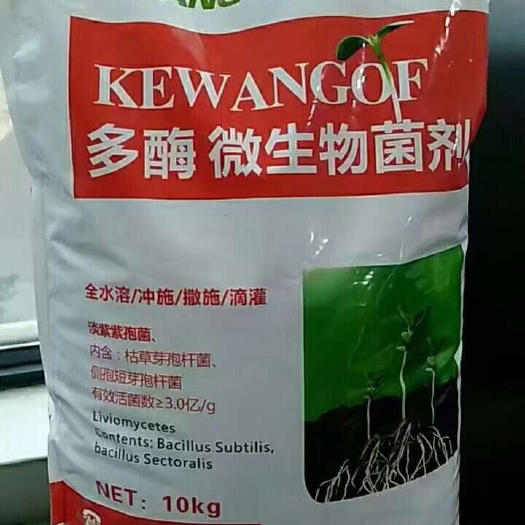 KEWANGOF
多酶 微生物菌剂
全水溶/冲施/撒施/滴灌
淡紫紫孢菌、
内含：枯草芽孢杆菌、
侧孢短芽孢杆菌
有效活菌数≥3.0亿/g
Liviomycetes
Contents: Bacillus Subtilis,
bacillus Sectoralis
NET: 10kg